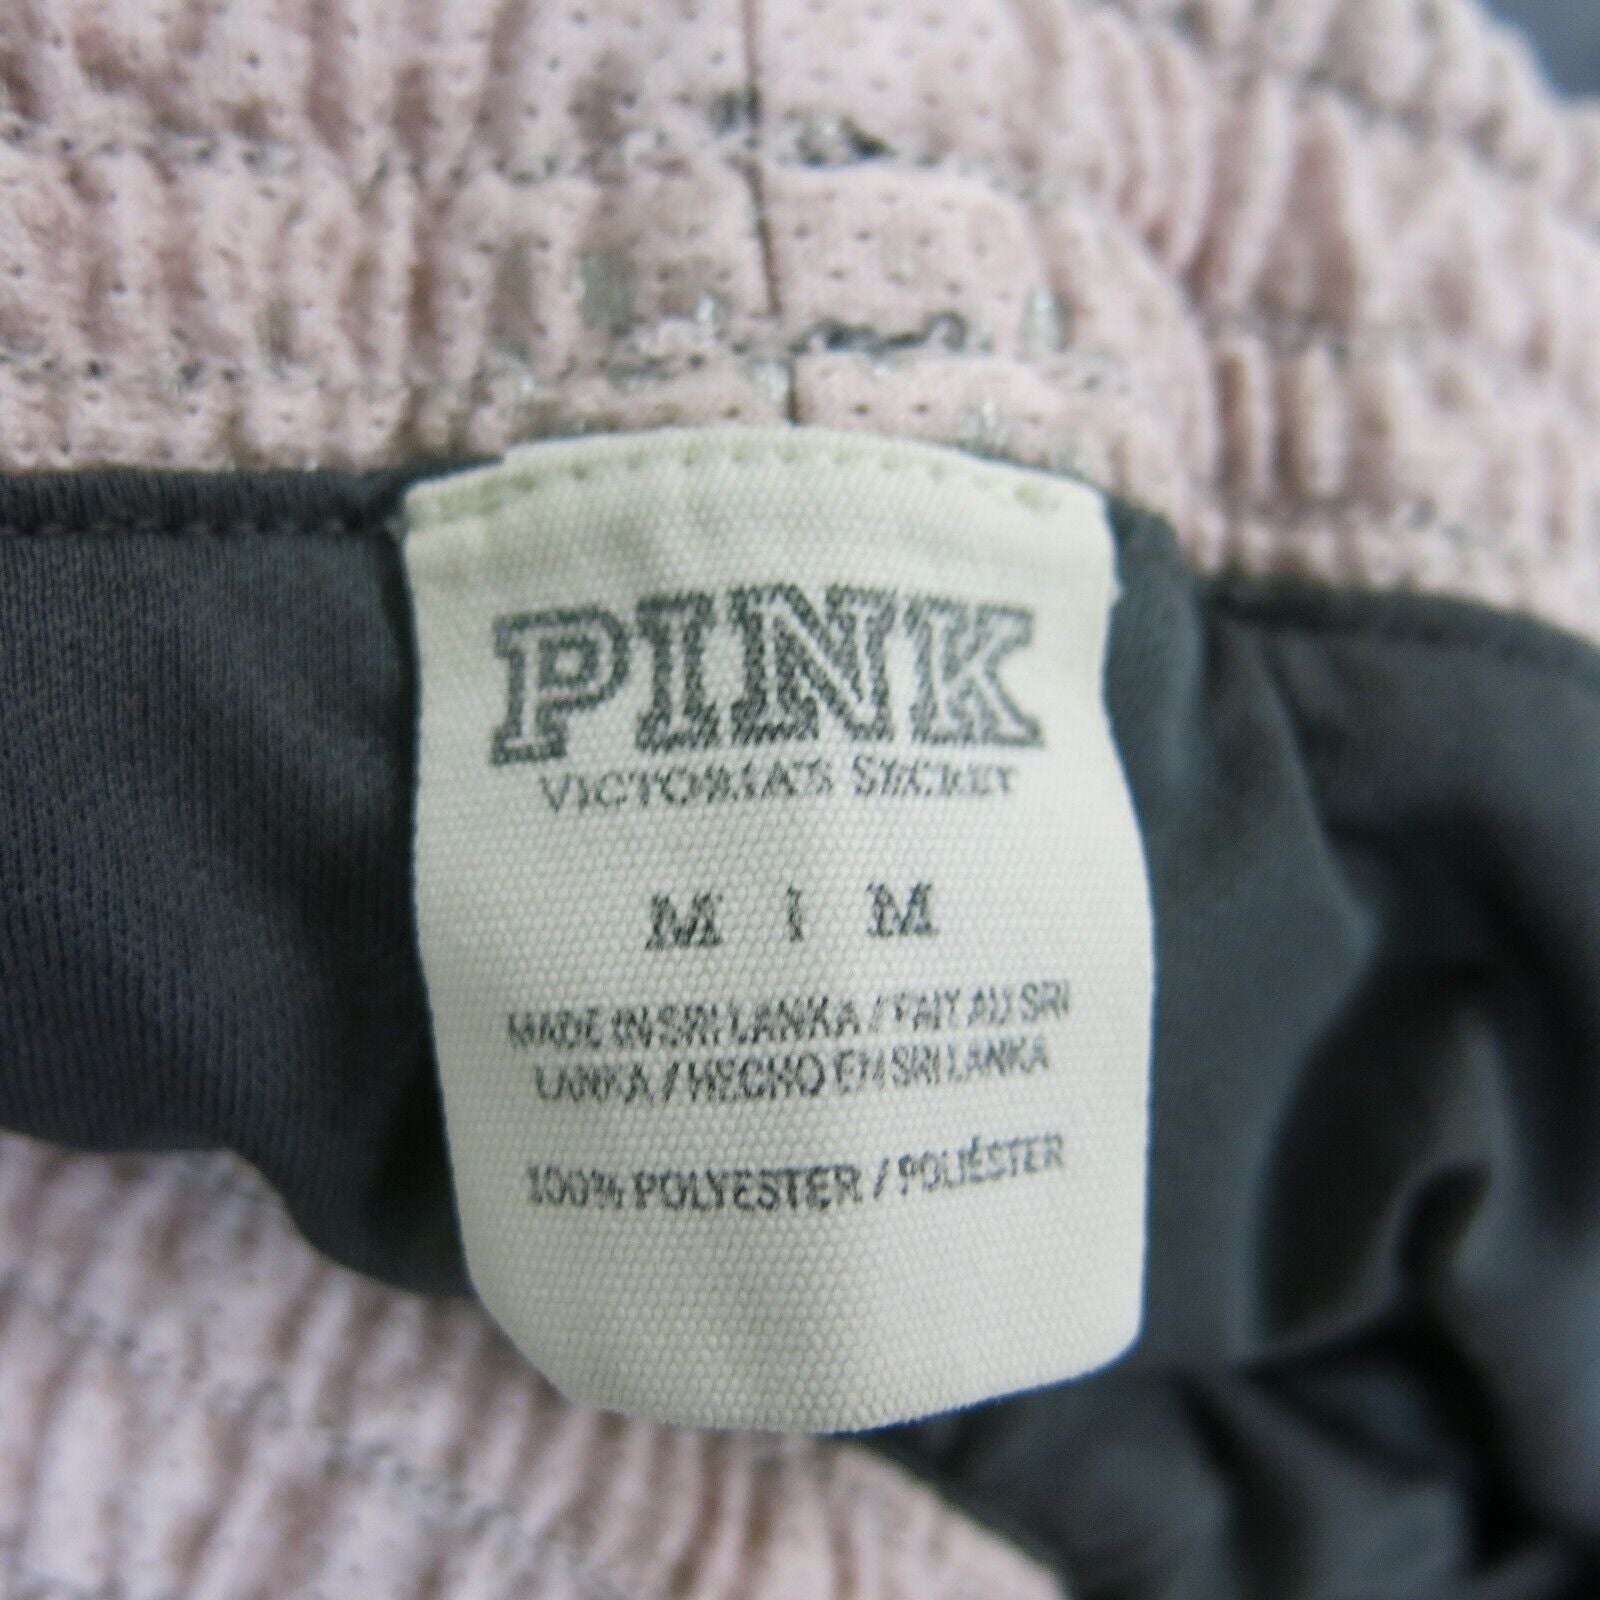 PINK
VICTORIA'S SECRET
M | M
MADE IN SRI LANKA / FAIT AU SRI
LANKA / HECHO EN SRI LANKA
100% POLYESTER / POLIÉSTER